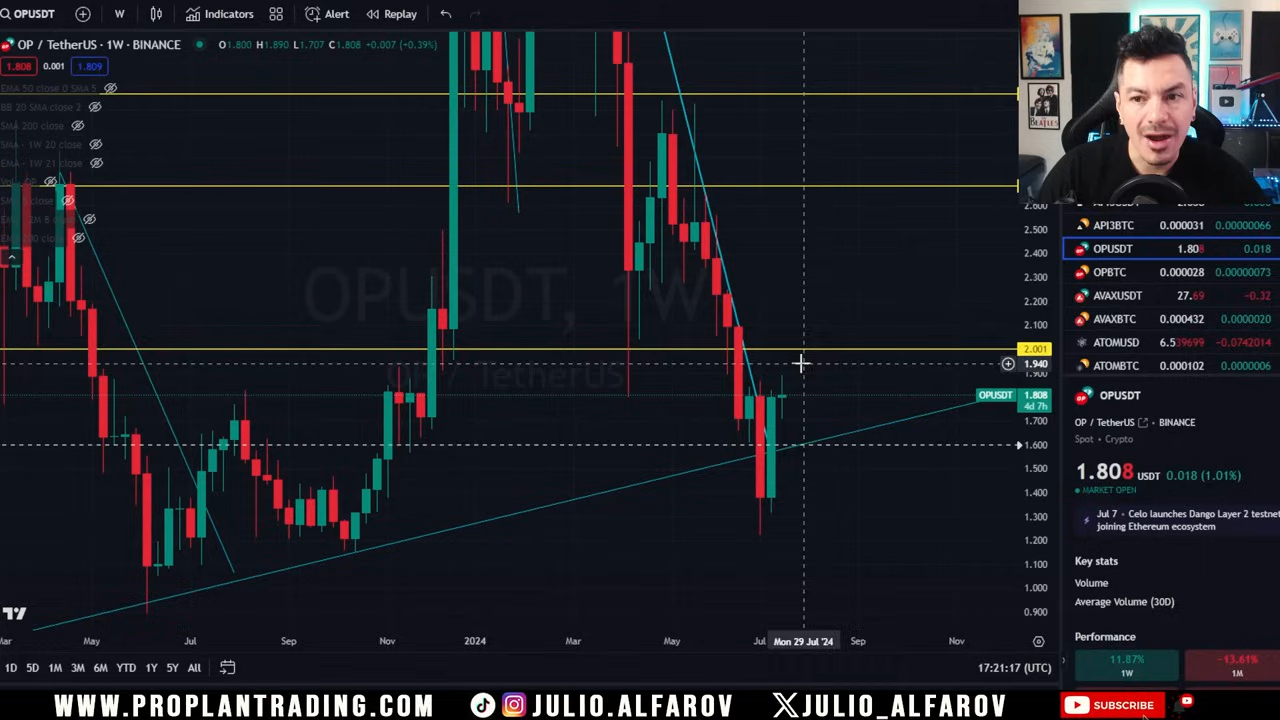 OPUSDT W Indicators Alert Replay
OP / TetherUS · 1W · BINANCE O1.800 H1.890 L1.707 C1.808 +0.007 (+0.39%)
1.808 0.001 1.809
EMA 50 close 0 SMA 5
BB 20 SMA close 2
SMA 200 close
SMA · 1W 20 close
EMA · 1W 21 close
OPUSDT, 1W
OP / TetherUS
2.600
2.500
2.400
2.300
2.200
2.100
2.001
1.940
1.900
OPUSDT 1.808
4d 7h
1.700
1.600
1.500
1.400
1.300
1.200
1.100
1.000
0.900
Mar May Jul Sep Nov 2024 Mar May Jul Mon 29 Jul '24 Sep Nov
1D 5D 1M 3M 6M YTD 1Y 5Y All 17:21:17 (UTC)
API3BTC 0.000031 0.00000066
OPUSDT 1.808 0.018
OPBTC 0.000028 0.00000073
AVAXUSDT 27.69 -0.32
AVAXBTC 0.000432 0.0000020
ATOMUSD 6.539699 -0.0742014
ATOMBTC 0.000102 0.0000006
OPUSDT
OP / TetherUS · BINANCE
Spot · Crypto
1.808 USDT 0.018 (1.01%)
MARKET OPEN
Jul 7 · Celo launches Dango Layer 2 testnet
joining Ethereum ecosystem
Key stats
Volume
Average Volume (30D)
Performance
11.87% -13.61%
1W 1M
THE BEATLES
WWW.PROPLANTRADING.COM JULIO.ALFAROV JULIO_ALFAROV SUBSCRIBE